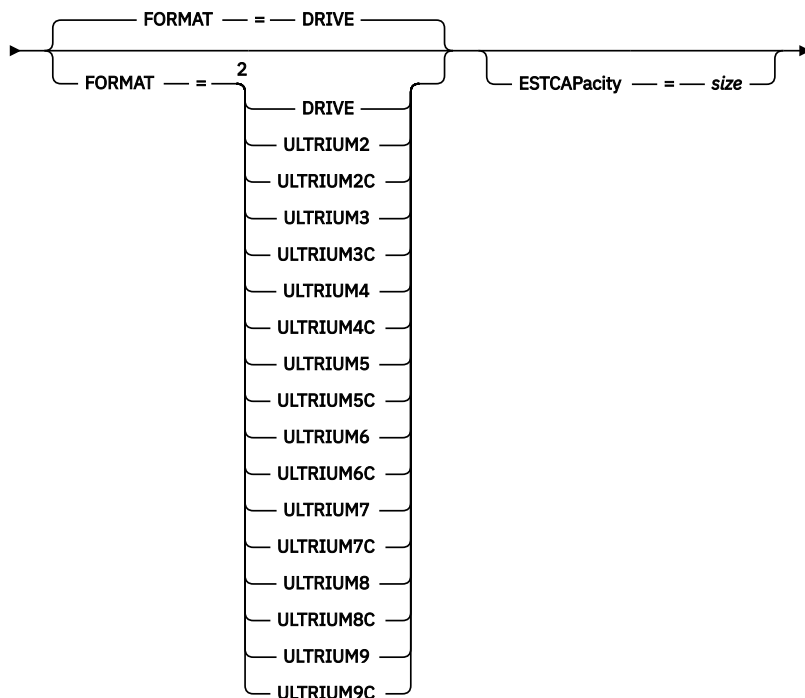 FORMAT = DRIVE
FORMAT = 2
ESTCAPacity = size
DRIVE
ULTRIUM2
ULTRIUM2C
ULTRIUM3
ULTRIUM3C
ULTRIUM4
ULTRIUM4C
ULTRIUM5
ULTRIUM5C
ULTRIUM6
ULTRIUM6C
ULTRIUM7
ULTRIUM7C
ULTRIUM8
ULTRIUM8C
ULTRIUM9
ULTRIUM9C